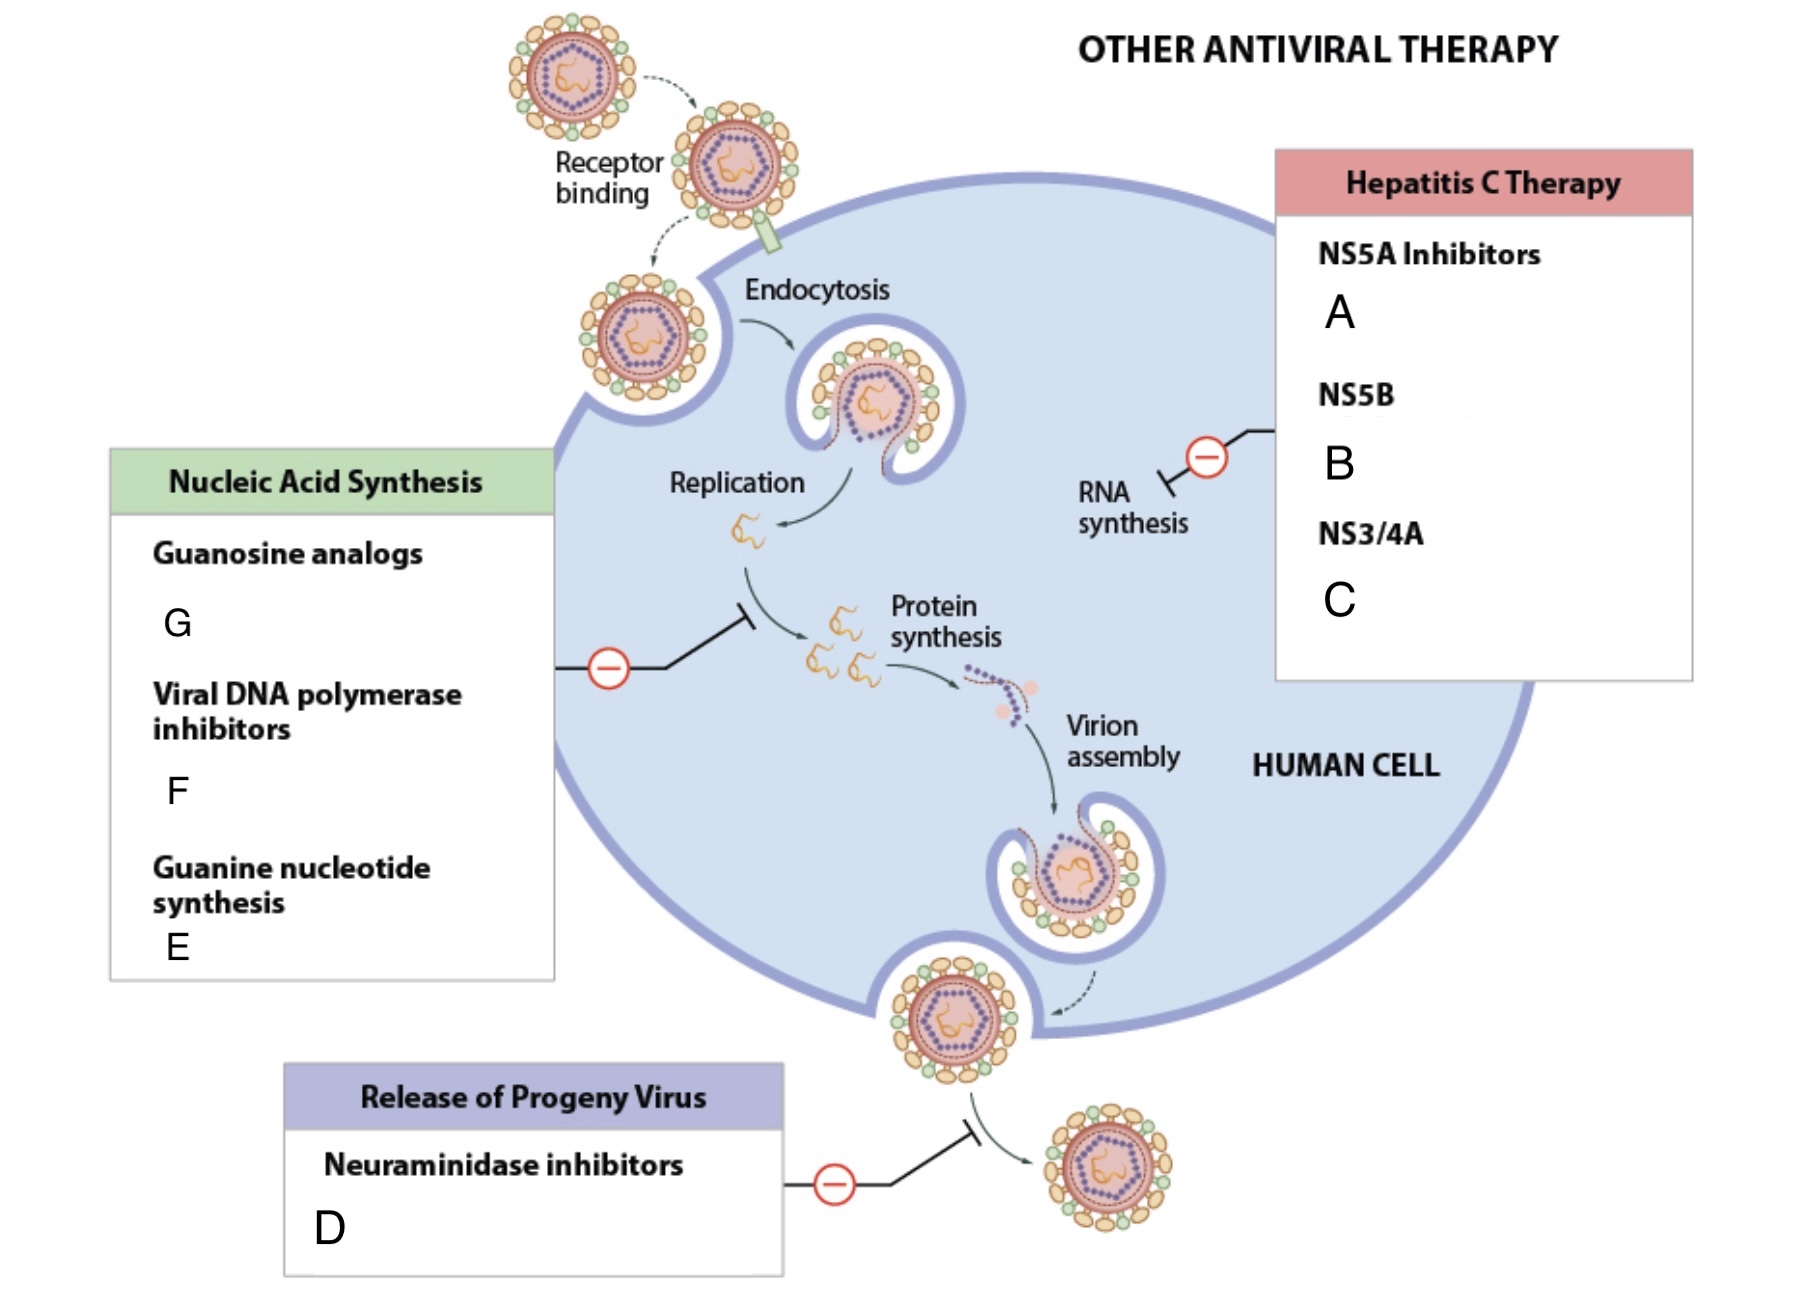 OTHER ANTIVIRAL THERAPY
Receptor
binding
Endocytosis
Replication
Protein
synthesis
Virion
assembly
RNA
synthesis
HUMAN CELL
Hepatitis C Therapy
NS5A Inhibitors
A
NS5B
B
NS3/4A
C
Nucleic Acid Synthesis
Guanosine analogs
G
Viral DNA polymerase
inhibitors
F
Guanine nucleotide
synthesis
E
Release of Progeny Virus
Neuraminidase inhibitors
D